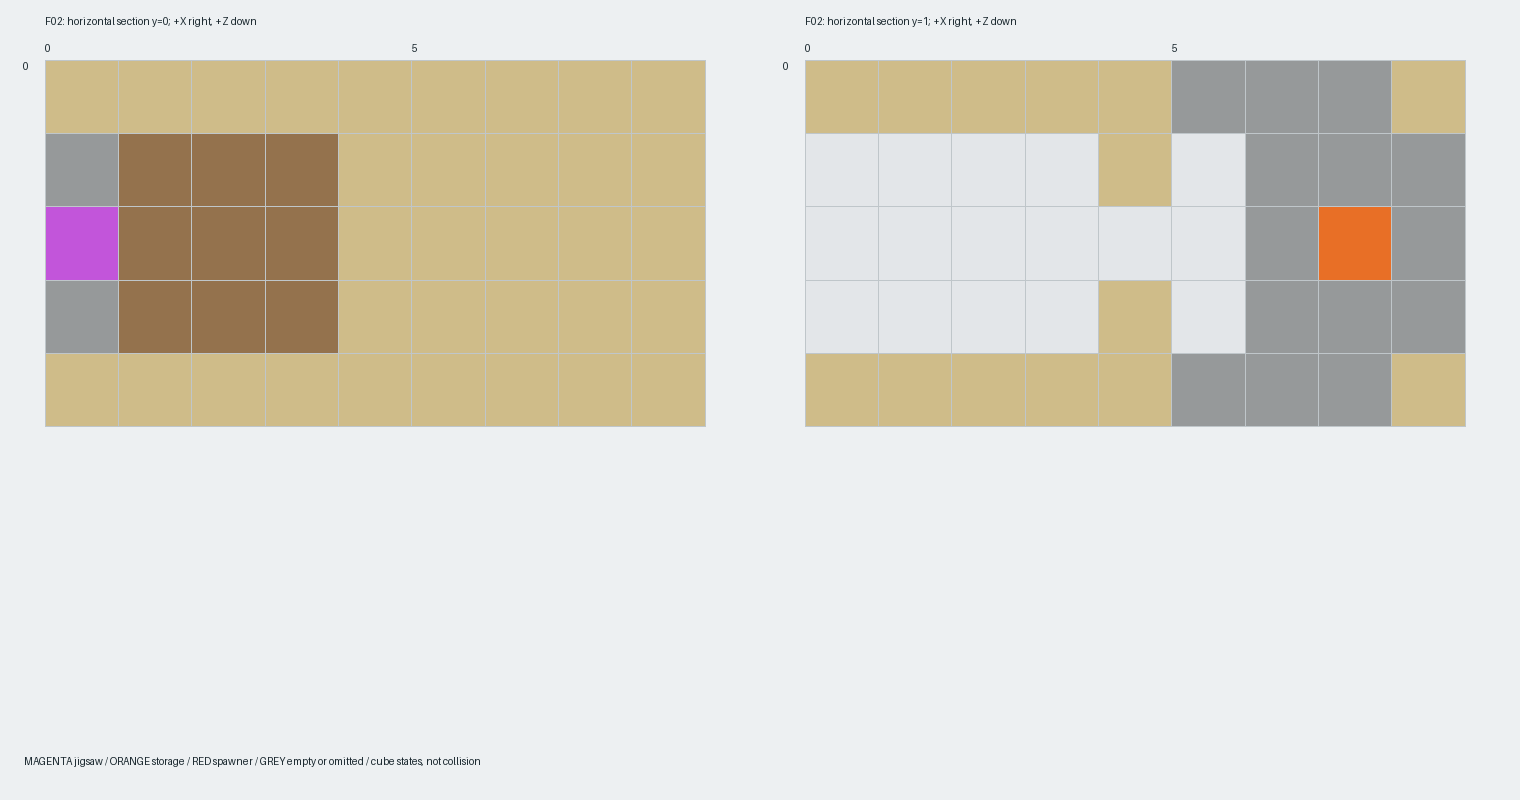 F02: horizontal section y=0; +X right, +Z down
F02: horizontal section y=1; +X right, +Z down
0 5
0 5
0
0
MAGENTA jigsaw / ORANGE storage / RED spawner / GREY empty or omitted / cube states, not collision